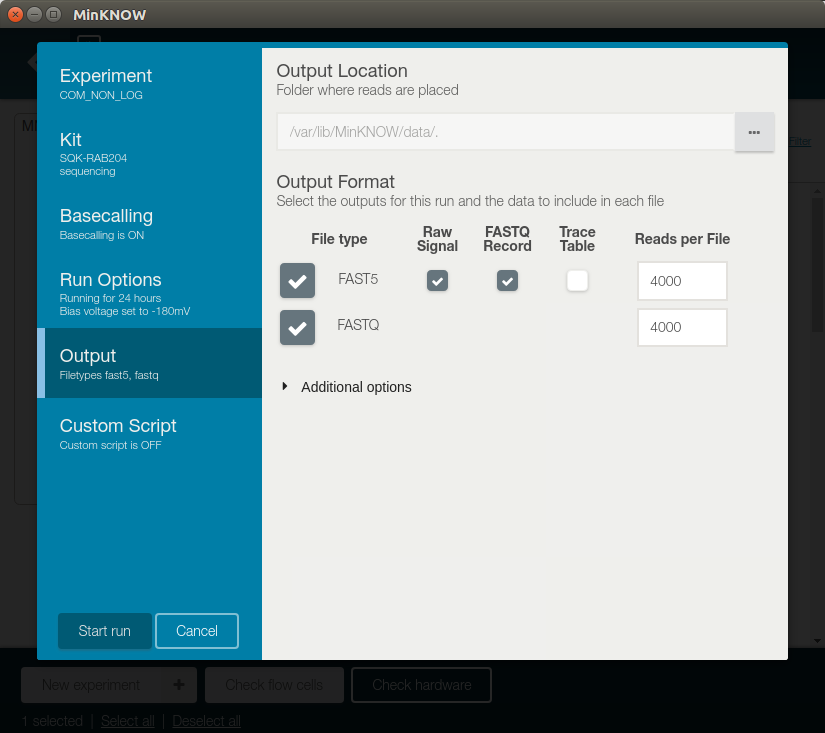 MinKNOW
MI
Filter
Experiment
COM_NON_LOG
Kit
SQK-RAB204
sequencing
Basecalling
Basecalling is ON
Run Options
Running for 24 hours
Bias voltage set to -180mV
Output
Filetypes fast5, fastq
Custom Script
Custom script is OFF
Start run
Cancel
Output Location
Folder where reads are placed
/var/lib/MinKNOW/data/.
...
Output Format
Select the outputs for this run and the data to include in each file
File type
Raw
Signal
FASTQ
Record
Trace
Table
Reads per File
FAST5
4000
FASTQ
4000
Additional options
New experiment +
Check flow cells
Check hardware
1 selected | Select all | Deselect all